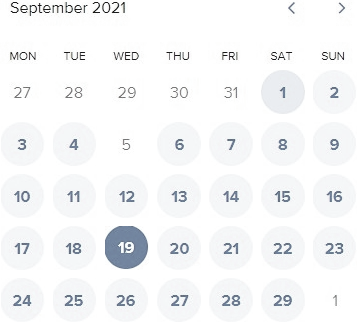 September 2021 < >
MON TUE WED THU FRI SAT SUN
27 28 29 30 31 1 2
3 4 5 6 7 8 9
10 11 12 13 14 15 16
17 18 19 20 21 22 23
24 25 26 27 28 29 1